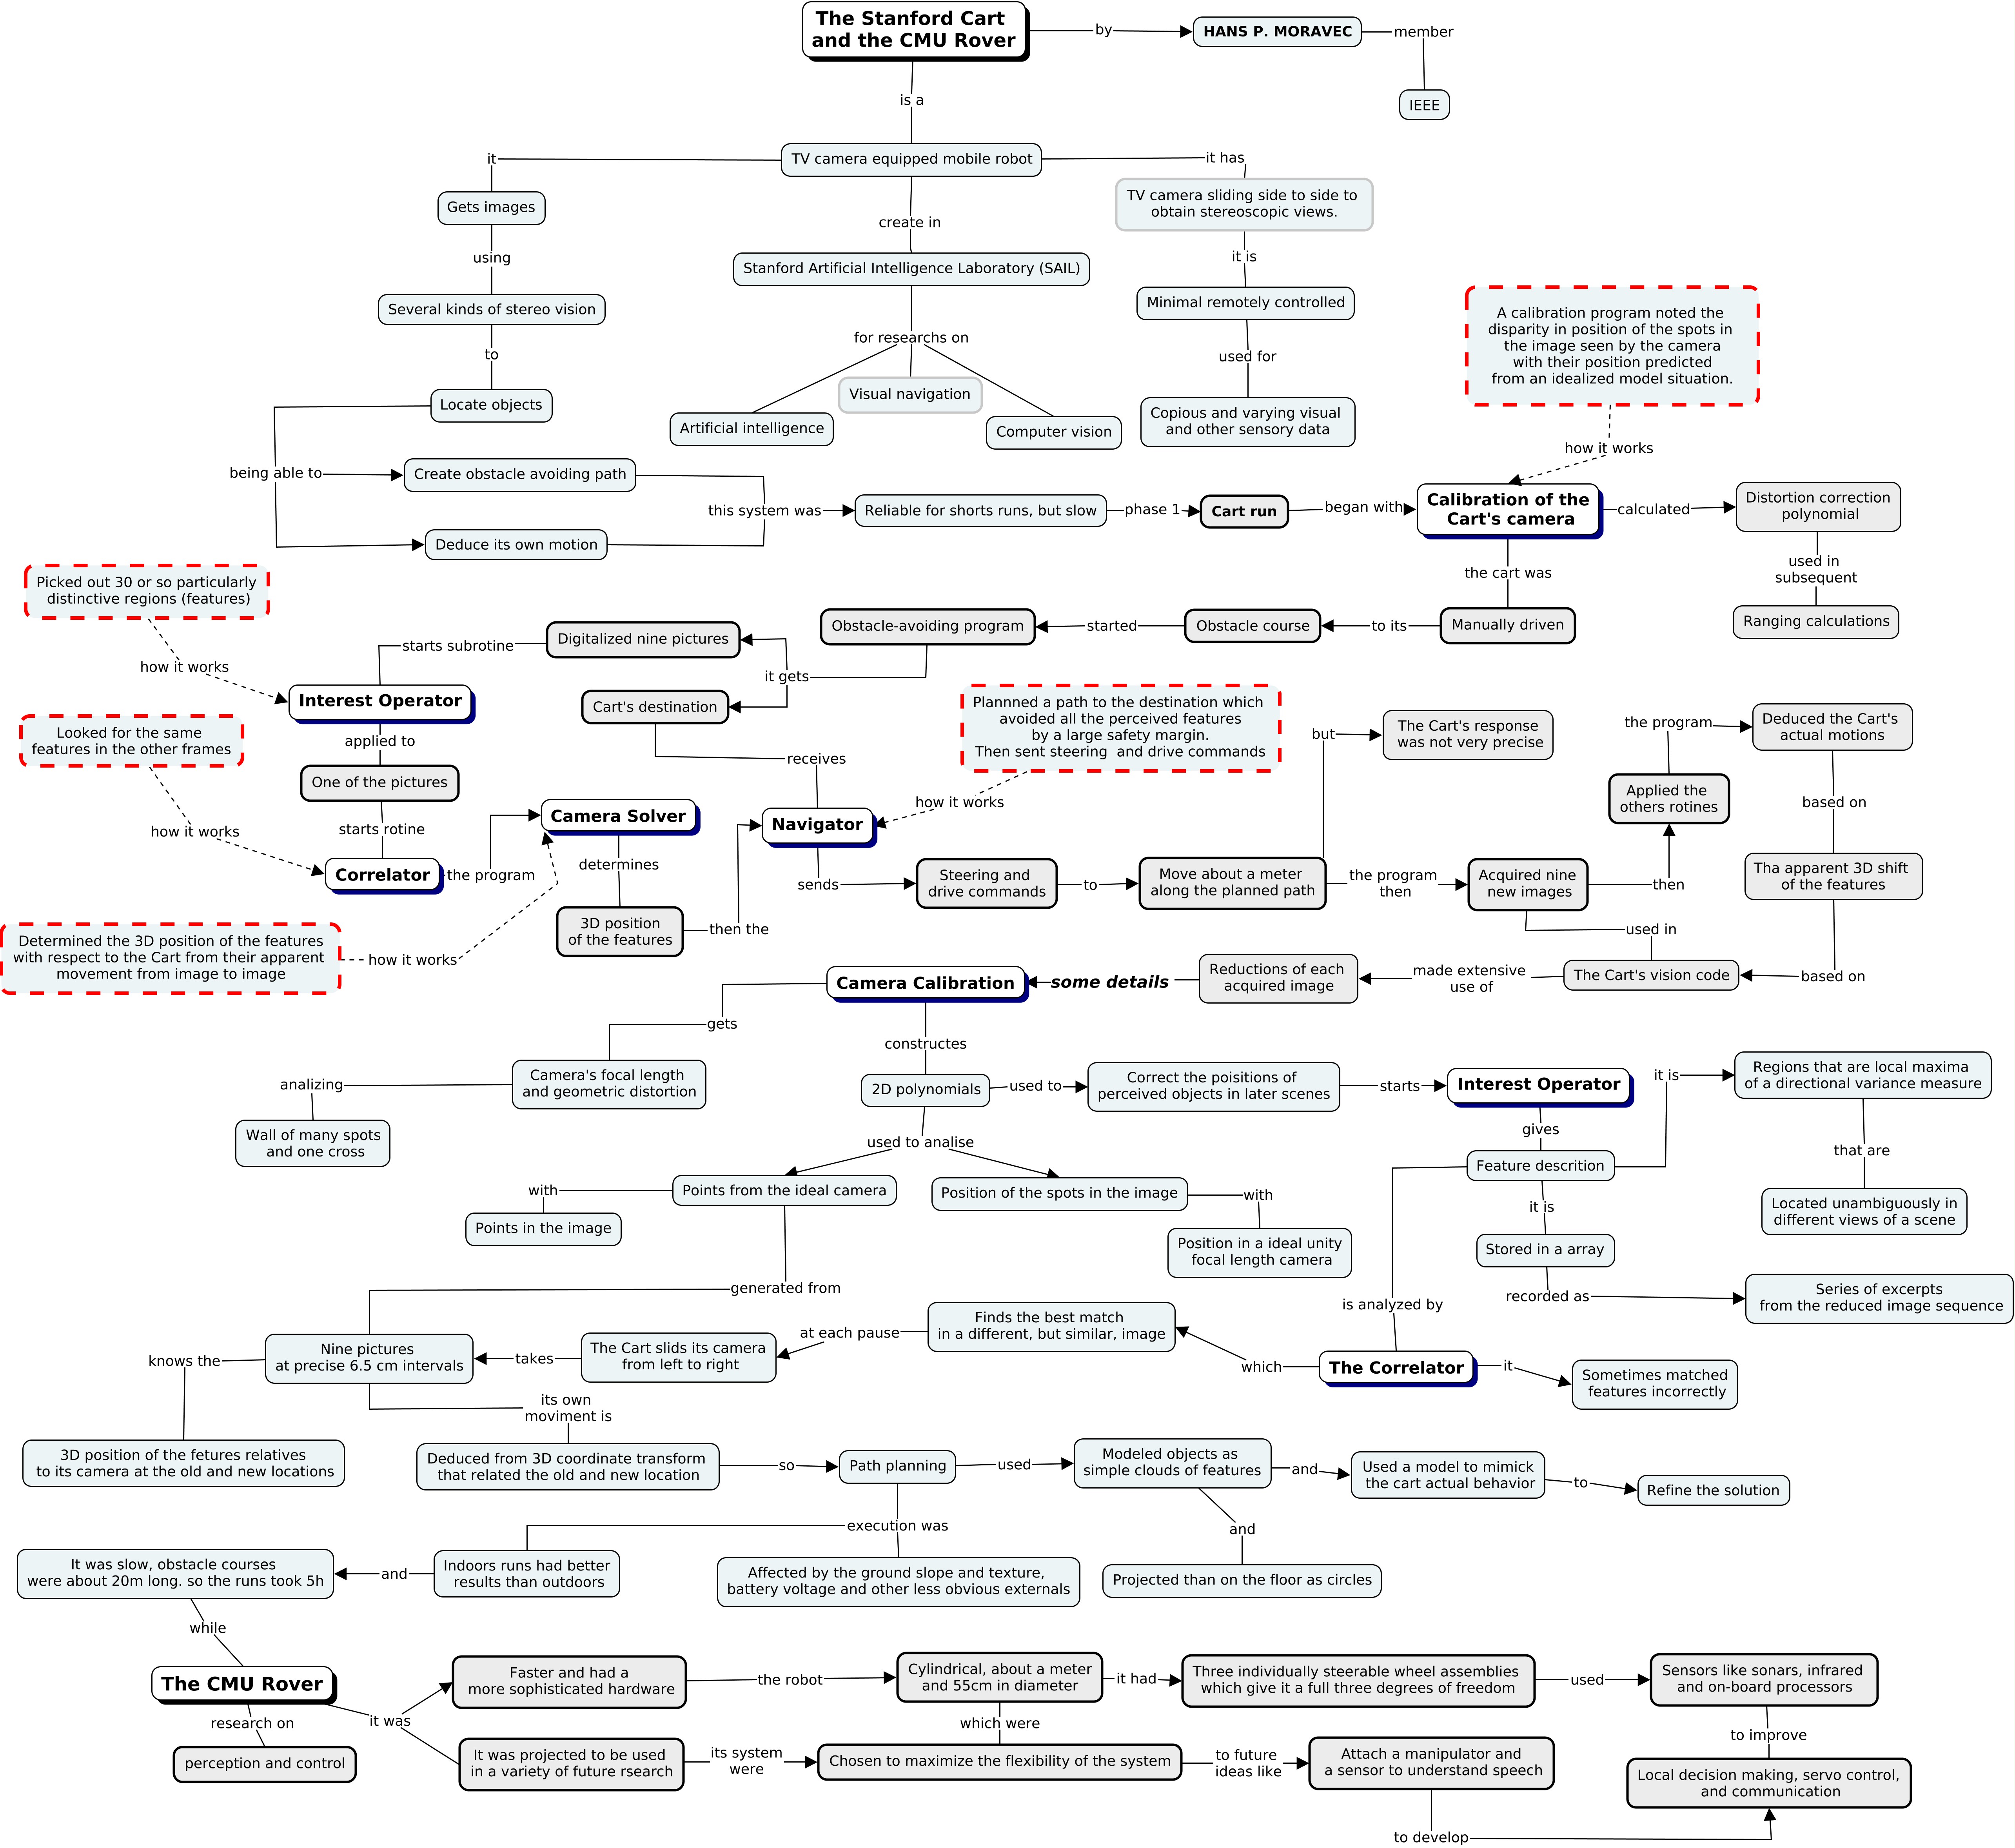 The Stanford Cart
and the CMU Rover
by
HANS P. MORAVEC
member
IEEE
is a
TV camera equipped mobile robot
it
it has
Gets images
TV camera sliding side to side to
obtain stereoscopic views.
create in
using
Stanford Artificial Intelligence Laboratory (SAIL)
it is
Several kinds of stereo vision
Minimal remotely controlled
for researchs on
to
used for
Locate objects
Visual navigation
Artificial intelligence
Computer vision
Copious and varying visual
and other sensory data
A calibration program noted the
disparity in position of the spots in
the image seen by the camera
with their position predicted
from an idealized model situation.
how it works
being able to
Create obstacle avoiding path
Deduce its own motion
this system was
Reliable for shorts runs, but slow
phase 1
Cart run
began with
Calibration of the
Cart's camera
calculated
Distortion correction
polynomial
used in
subsequent
Ranging calculations
the cart was
Manually driven
to its
Obstacle course
started
Obstacle-avoiding program
it gets
Digitalized nine pictures
Cart's destination
starts subrotine
Picked out 30 or so particularly
distinctive regions (features)
how it works
Interest Operator
applied to
One of the pictures
starts rotine
Looked for the same
features in the other frames
how it works
Correlator
the program
Camera Solver
determines
3D position
of the features
then the
Determined the 3D position of the features
with respect to the Cart from their apparent
movement from image to image
how it works
receives
Navigator
Plannned a path to the destination which
avoided all the perceived features
by a large safety margin.
Then sent steering and drive commands
how it works
sends
Steering and
drive commands
to
Move about a meter
along the planned path
but
The Cart's response
was not very precise
the program
then
Acquired nine
new images
then
Applied the
others rotines
the program
Deduced the Cart's
actual motions
based on
Tha apparent 3D shift
of the features
based on
used in
The Cart's vision code
made extensive
use of
Reductions of each
acquired image
some details
Camera Calibration
gets
Camera's focal length
and geometric distortion
analizing
Wall of many spots
and one cross
constructes
2D polynomials
used to
Correct the poisitions of
perceived objects in later scenes
starts
Interest Operator
gives
Feature descrition
it is
Regions that are local maxima
of a directional variance measure
that are
Located unambiguously in
different views of a scene
it is
Stored in a array
recorded as
Series of excerpts
from the reduced image sequence
used to analise
Points from the ideal camera
with
Points in the image
Position of the spots in the image
with
Position in a ideal unity
focal length camera
generated from
is analyzed by
The Correlator
it
Sometimes matched
features incorrectly
which
Finds the best match
in a different, but similar, image
at each pause
The Cart slids its camera
from left to right
takes
Nine pictures
at precise 6.5 cm intervals
knows the
3D position of the fetures relatives
to its camera at the old and new locations
its own
moviment is
Deduced from 3D coordinate transform
that related the old and new location
so
Path planning
used
Modeled objects as
simple clouds of features
and
Used a model to mimick
the cart actual behavior
to
Refine the solution
and
Projected than on the floor as circles
execution was
Affected by the ground slope and texture,
battery voltage and other less obvious externals
Indoors runs had better
results than outdoors
and
It was slow, obstacle courses
were about 20m long. so the runs took 5h
while
The CMU Rover
research on
perception and control
it was
Faster and had a
more sophisticated hardware
the robot
Cylindrical, about a meter
and 55cm in diameter
it had
Three individually steerable wheel assemblies
which give it a full three degrees of freedom
used
Sensors like sonars, infrared
and on-board processors
to improve
which were
It was projected to be used
in a variety of future rsearch
its system
were
Chosen to maximize the flexibility of the system
to future
ideas like
Attach a manipulator and
a sensor to understand speech
Local decision making, servo control,
and communication
to develop